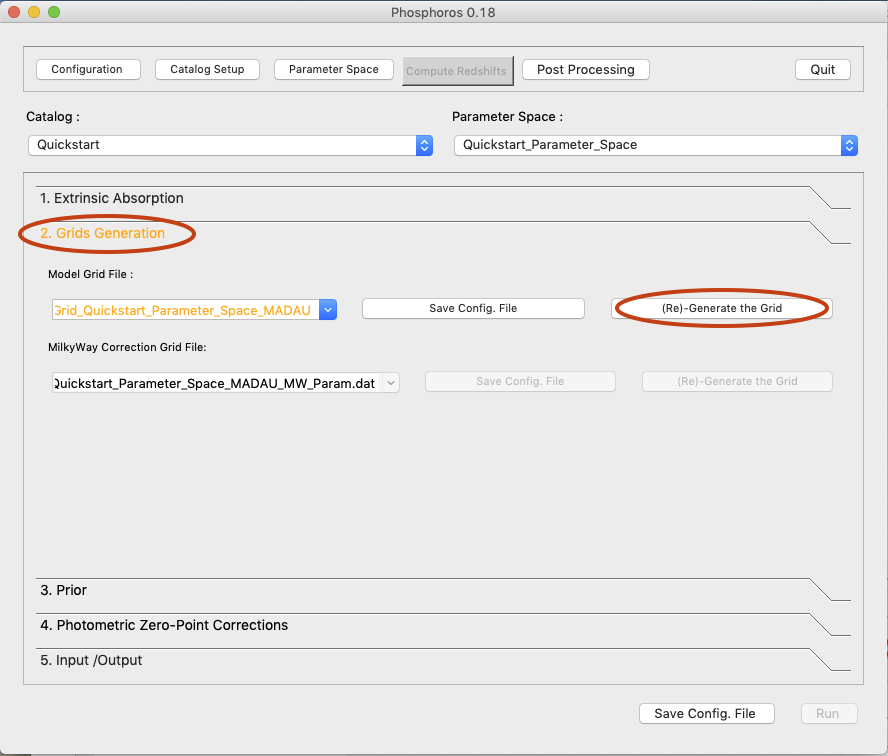 Phosphoros 0.18
Configuration Catalog Setup Parameter Space Compute Redshifts Post Processing Quit
Catalog : Parameter Space :
Quickstart Quickstart_Parameter_Space
1. Extrinsic Absorption
2. Grids Generation
Model Grid File :
Grid_Quickstart_Parameter_Space_MADAU Save Config. File (Re)-Generate the Grid
MilkyWay Correction Grid File:
Quickstart_Parameter_Space_MADAU_MW_Param.dat Save Config. File (Re)-Generate the Grid
3. Prior
4. Photometric Zero-Point Corrections
5. Input /Output
Save Config. File Run